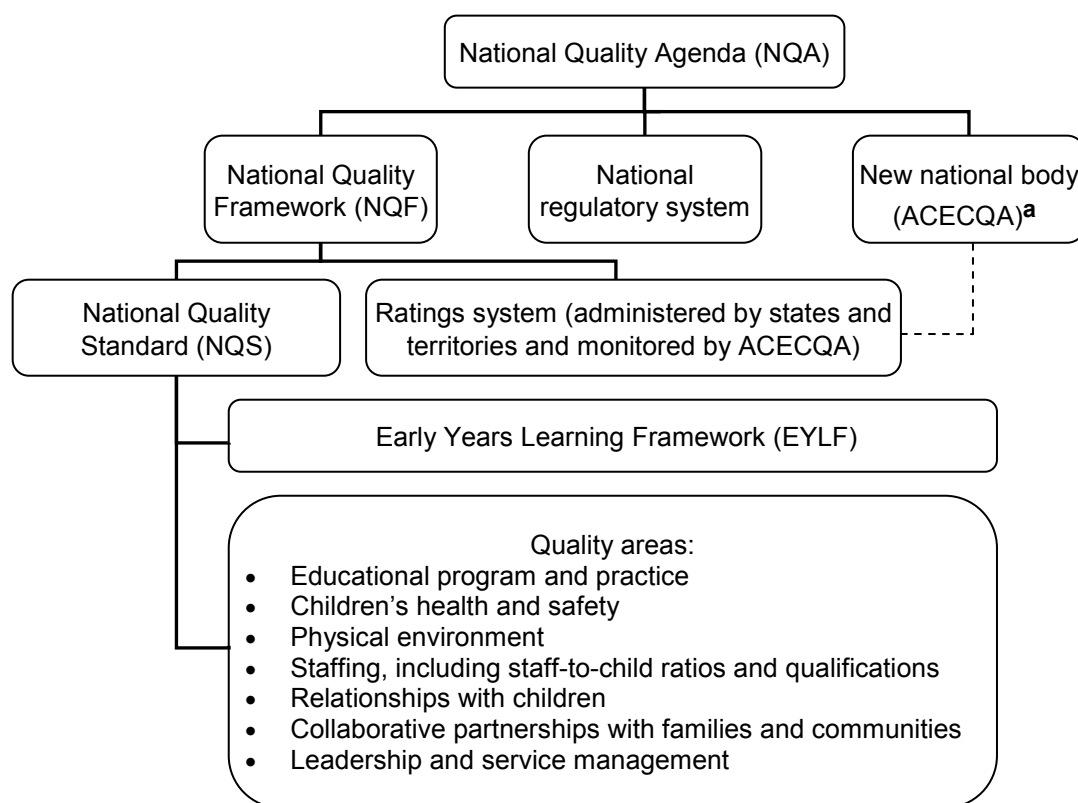 National Quality Agenda (NQA)
National Quality
Framework (NQF)
National
regulatory system
New national body
(ACECQA)a
National Quality
Standard (NQS)
Ratings system (administered by states and
territories and monitored by ACECQA)
Early Years Learning Framework (EYLF)
Quality areas:
• Educational program and practice
• Children’s health and safety
• Physical environment
• Staffing, including staff-to-child ratios and qualifications
• Relationships with children
• Collaborative partnerships with families and communities
• Leadership and service management